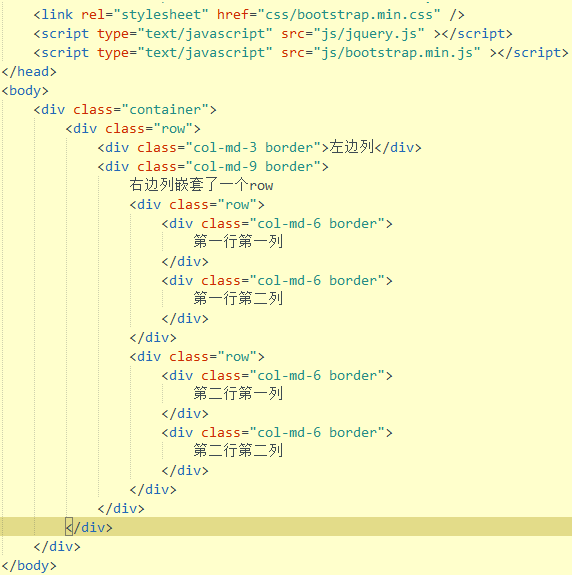 <link rel="stylesheet" href="css/bootstrap.min.css" />
<script type="text/javascript" src="js/jquery.js" ></script>
<script type="text/javascript" src="js/bootstrap.min.js" ></script>
</head>
<body>
<div class="container">
<div class="row">
<div class="col-md-3 border">左边列</div>
<div class="col-md-9 border">
右边列嵌套了一个row
<div class="row">
<div class="col-md-6 border">
第一行第一列
</div>
<div class="col-md-6 border">
第一行第二列
</div>
</div>
<div class="row">
<div class="col-md-6 border">
第二行第一列
</div>
<div class="col-md-6 border">
第二行第二列
</div>
</div>
</div>
</div>
</div>
</body>